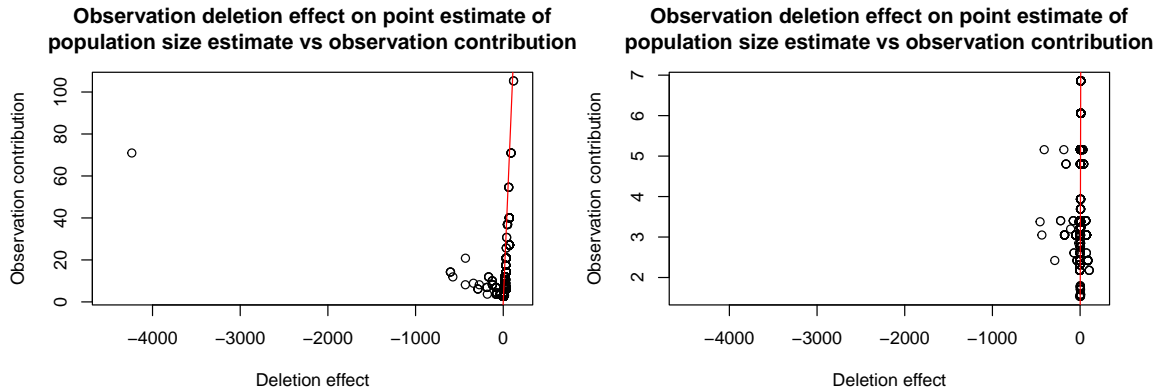 Observation deletion effect on point estimate of
population size estimate vs observation contribution
Observation contribution
100
80
60
40
20
0
−4000
−3000
−2000
−1000
0
Deletion effect
Observation deletion effect on point estimate of
population size estimate vs observation contribution
Observation contribution
7
6
5
4
3
2
−4000
−3000
−2000
−1000
0
Deletion effect